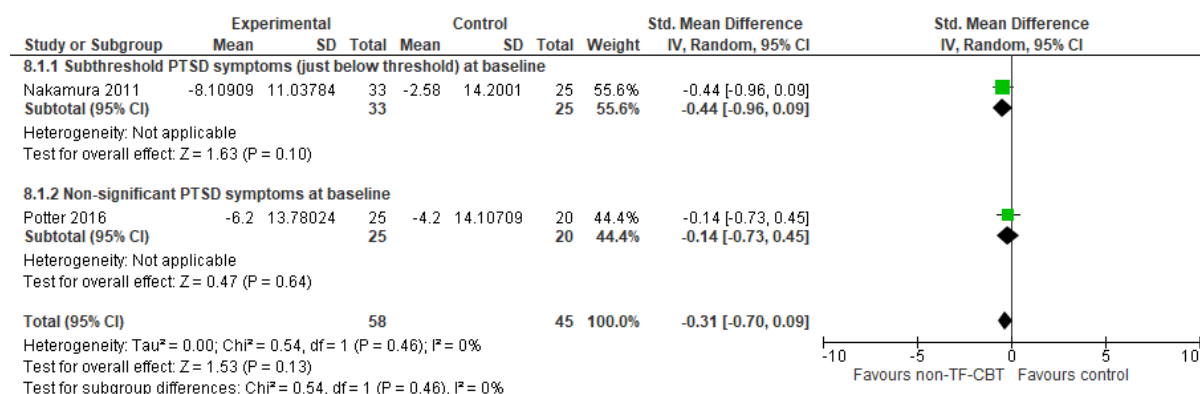 Experimental Control Std. Mean Difference Std. Mean Difference
Study or Subgroup Mean SD Total Mean SD Total Weight IV, Random, 95% CI IV, Random, 95% CI
8.1.1 Subthreshold PTSD symptoms (just below threshold) at baseline
Nakamura 2011 -8.10909 11.03784 33 -2.58 14.2001 25 55.6% -0.44 [-0.96, 0.09]
Subtotal (95% CI) 33 25 55.6% -0.44 [-0.96, 0.09]
Heterogeneity: Not applicable
Test for overall effect: Z = 1.63 (P = 0.10)
8.1.2 Non-significant PTSD symptoms at baseline
Potter 2016 -6.2 13.78024 25 -4.2 14.10709 20 44.4% -0.14 [-0.73, 0.45]
Subtotal (95% CI) 25 20 44.4% -0.14 [-0.73, 0.45]
Heterogeneity: Not applicable
Test for overall effect: Z = 0.47 (P = 0.64)
Total (95% CI) 58 45 100.0% -0.31 [-0.70, 0.09]
Heterogeneity: Tau² = 0.00; Chi² = 0.54, df = 1 (P = 0.46); I² = 0%
Test for overall effect: Z = 1.53 (P = 0.13)
Test for subgroup differences: Chi² = 0.54, df = 1 (P = 0.46), I² = 0%
-10 -5 0 5 10
Favours non-TF-CBT Favours control